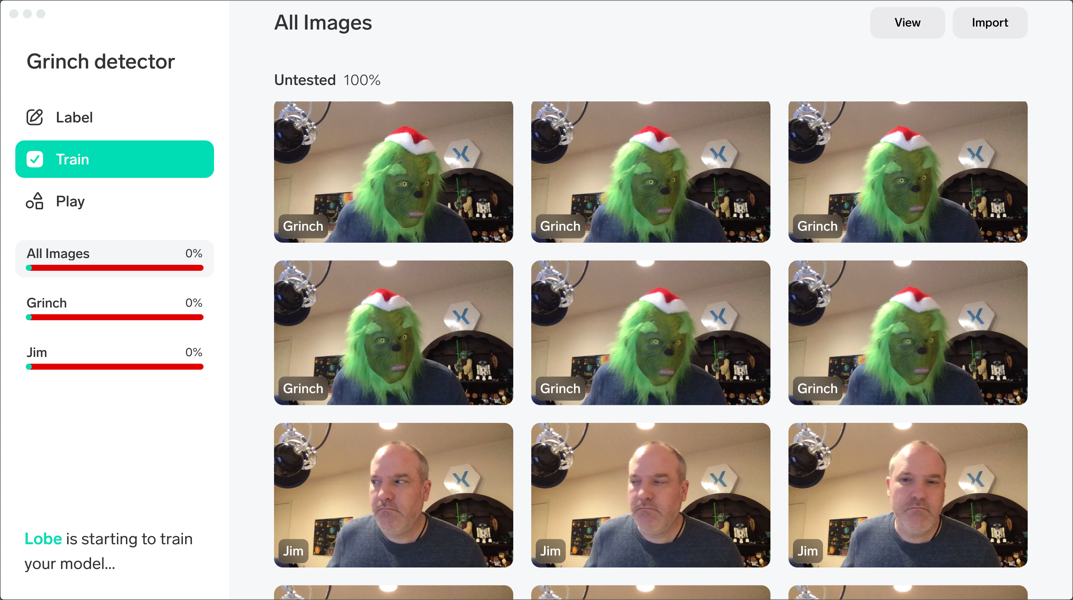 Grinch detector
Label
Train
Play
All Images 0%
Grinch 0%
Jim 0%
Lobe is starting to train
your model...
All Images
View
Import
Untested 100%
Grinch
Grinch
Grinch
Grinch
Grinch
Grinch
Jim
Jim
Jim